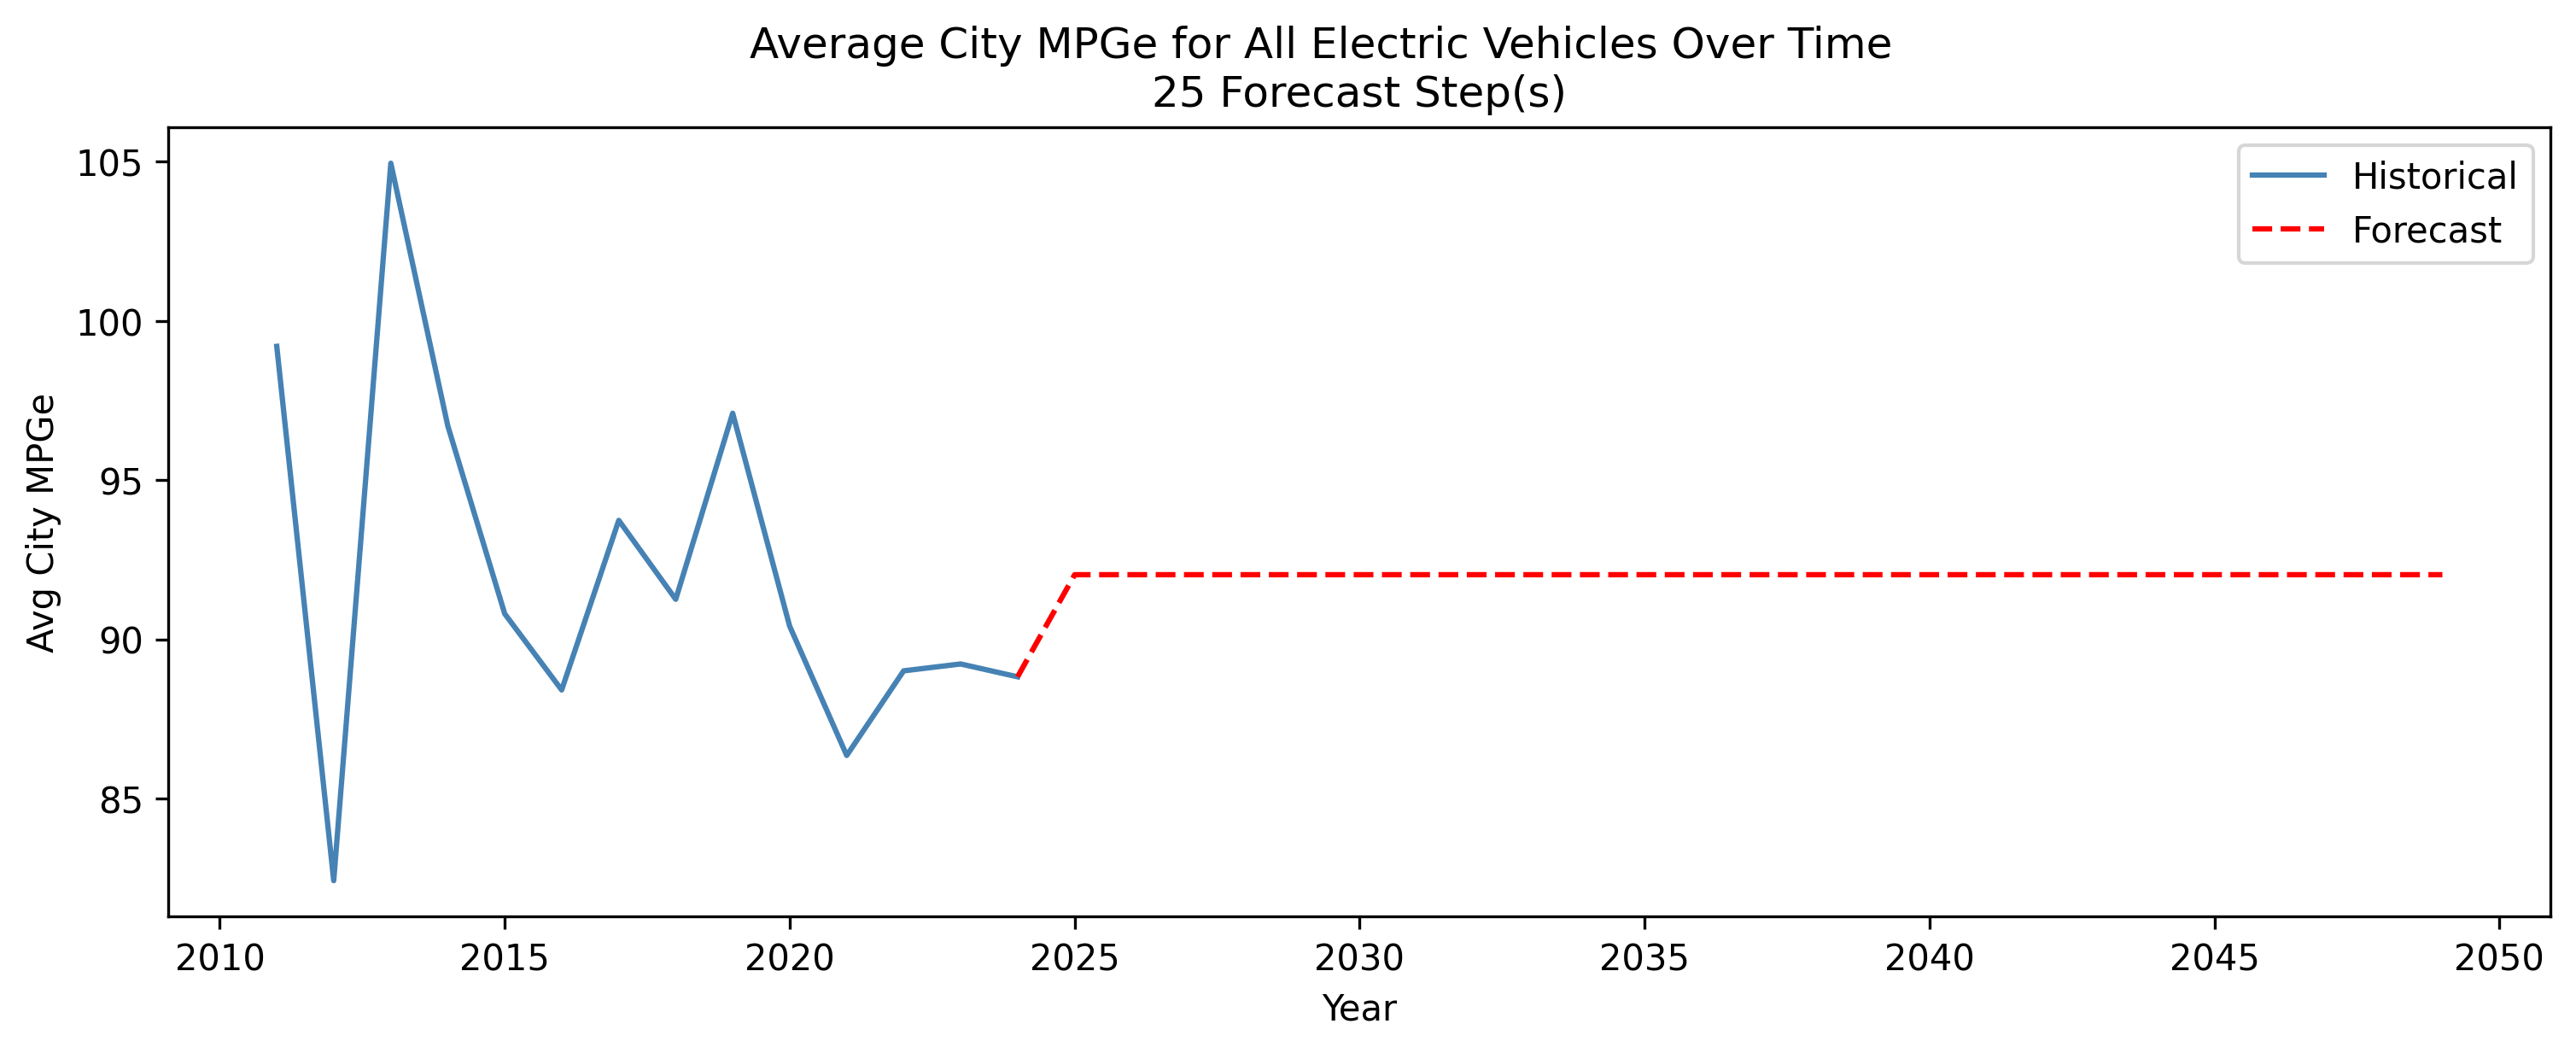 Average City MPGe for All Electric Vehicles Over Time
25 Forecast Step(s)
Historical
Forecast
Avg City MPGe
105
100
95
90
85
2010 2015 2020 2025 2030 2035 2040 2045 2050
Year